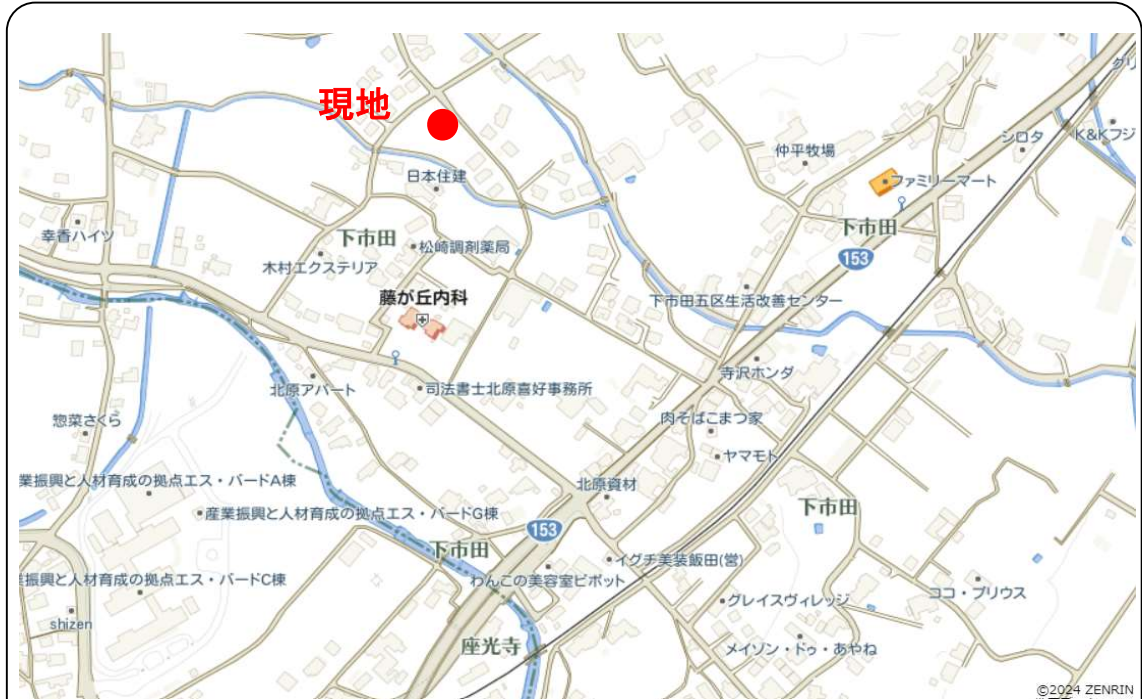 現地
クリ
シロタ
K&Kフジ
仲平牧場
ファミリーマート
日本住建
下市田
幸香ハイツ
下市田
松崎調剤薬局
153
木村エクステリア
藤が丘内科
下市田五区生活改善センター
寺沢ホンダ
北原アパート
司法書士北原喜好事務所
惣菜さくら
肉そばこまつ家
ヤマモト
業振興と人材育成の拠点エス・バードA棟
北原資材
産業振興と人材育成の拠点エス・バードG棟
下市田
153
下市田
イグチ美装飯田(営)
振興と人材育成の拠点エス・バードC棟
わんこの美容室ピボット
ココ・プリウス
グレイスヴィレッジ
shizen
座光寺
メイゾン・ドゥ・あやね
©2024 ZENRIN